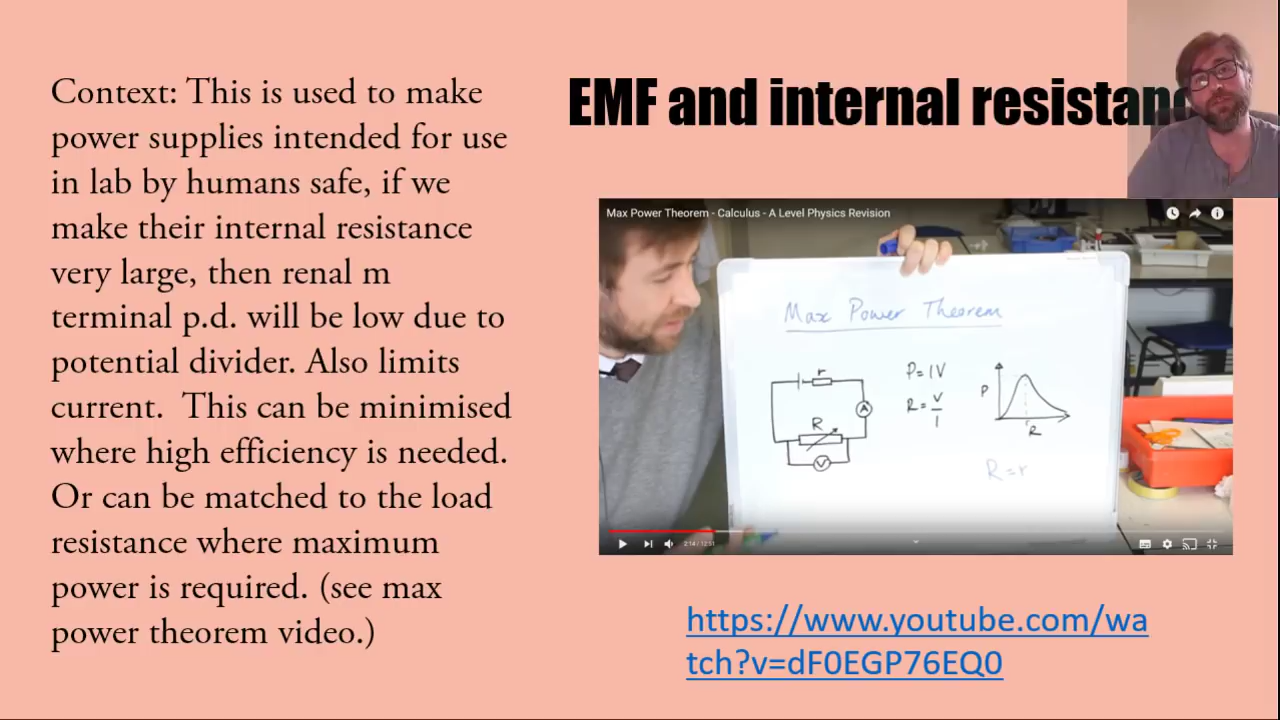 Context: This is used to make
power supplies intended for use
in lab by humans safe, if we
make their internal resistance
very large, then renal m
terminal p.d. will be low due to
potential divider. Also limits
current.  This can be minimised
where high efficiency is needed.
Or can be matched to the load
resistance where maximum
power is required. (see max
power theorem video.)
EMF and internal resistanc
Max Power Theorem - Calculus - A Level Physics Revision
Max Power Theorem
r
P=IV
R=V/I
A
R
V
P
R
R=r
2:14 / 12:51
https://www.youtube.com/wa
tch?v=dF0EGP76EQ0